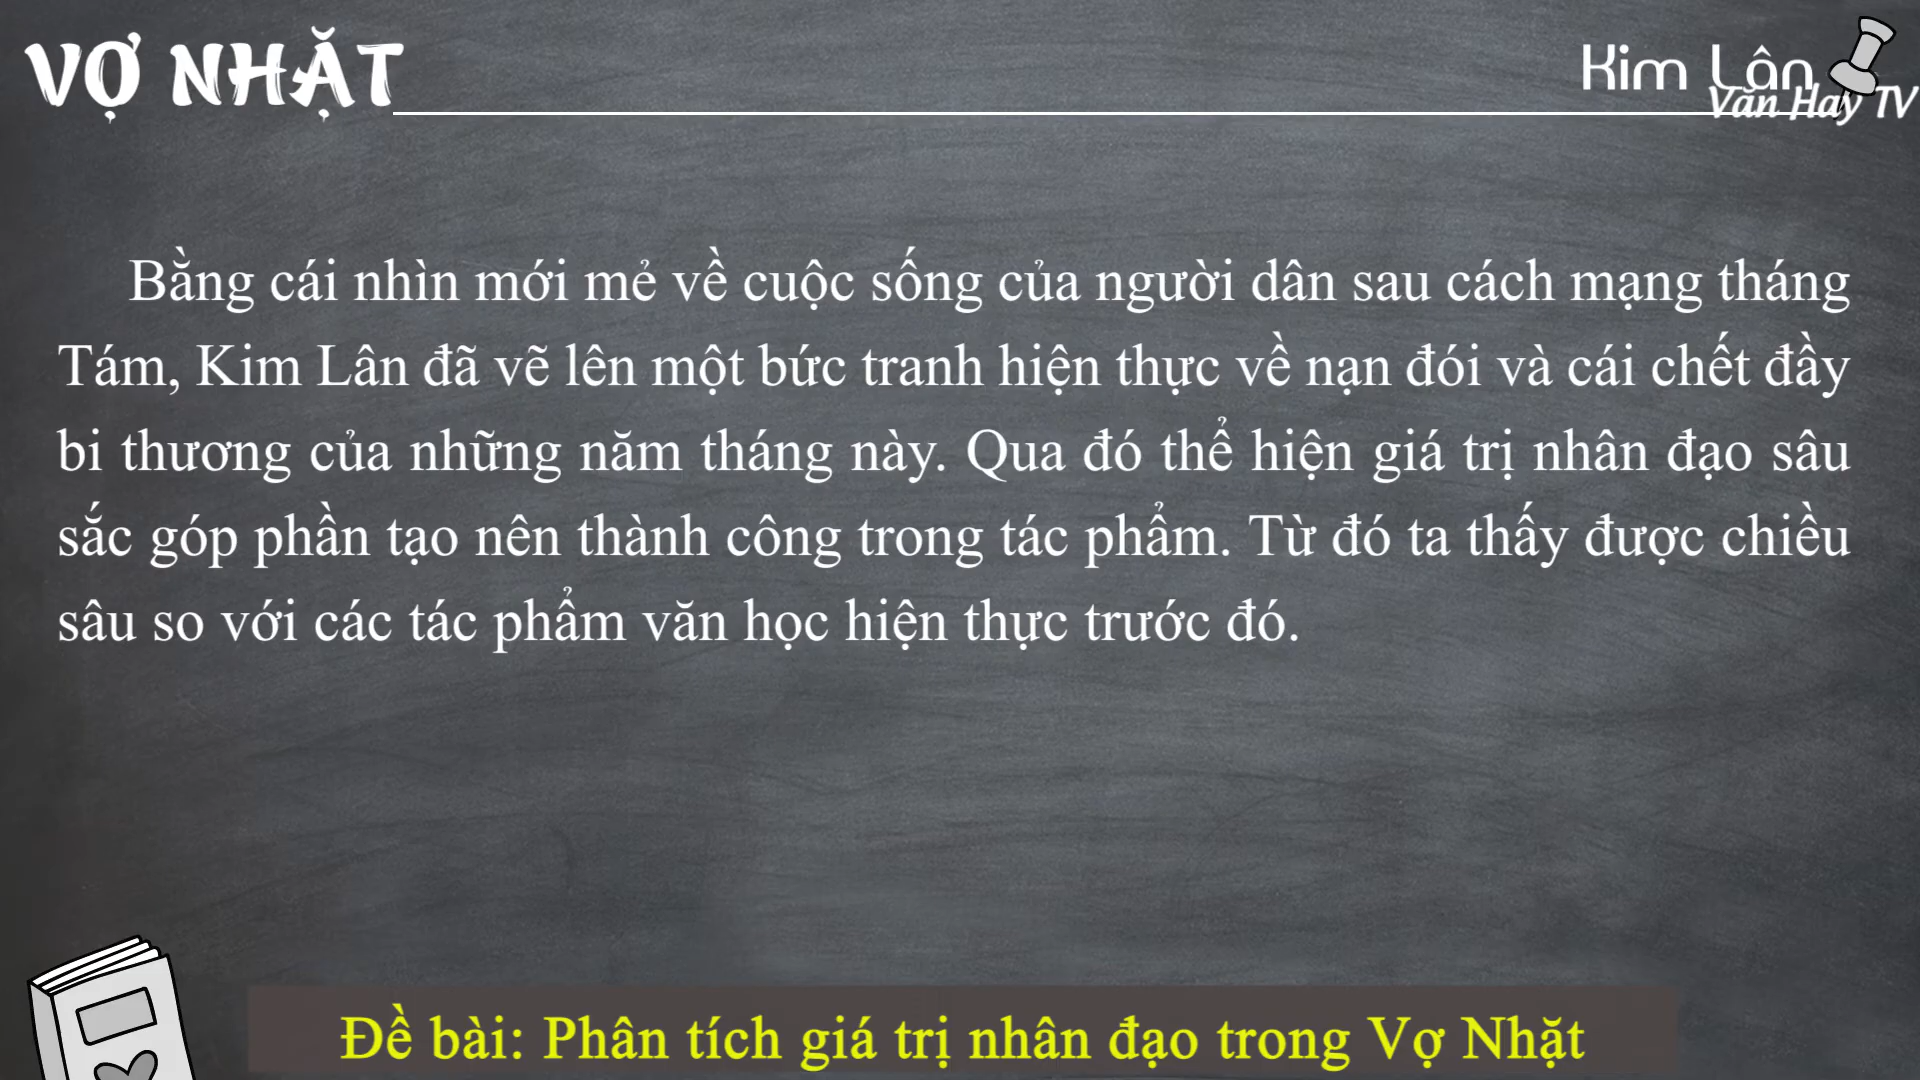 VỢ NHẶT
Kim Lân
Văn Hay TV
Bằng cái nhìn mới mẻ về cuộc sống của người dân sau cách mạng tháng
Tám, Kim Lân đã vẽ lên một bức tranh hiện thực về nạn đói và cái chết đầy
bi thương của những năm tháng này. Qua đó thể hiện giá trị nhân đạo sâu
sắc góp phần tạo nên thành công trong tác phẩm. Từ đó ta thấy được chiều
sâu so với các tác phẩm văn học hiện thực trước đó.
Đề bài: Phân tích giá trị nhân đạo trong Vợ Nhặt